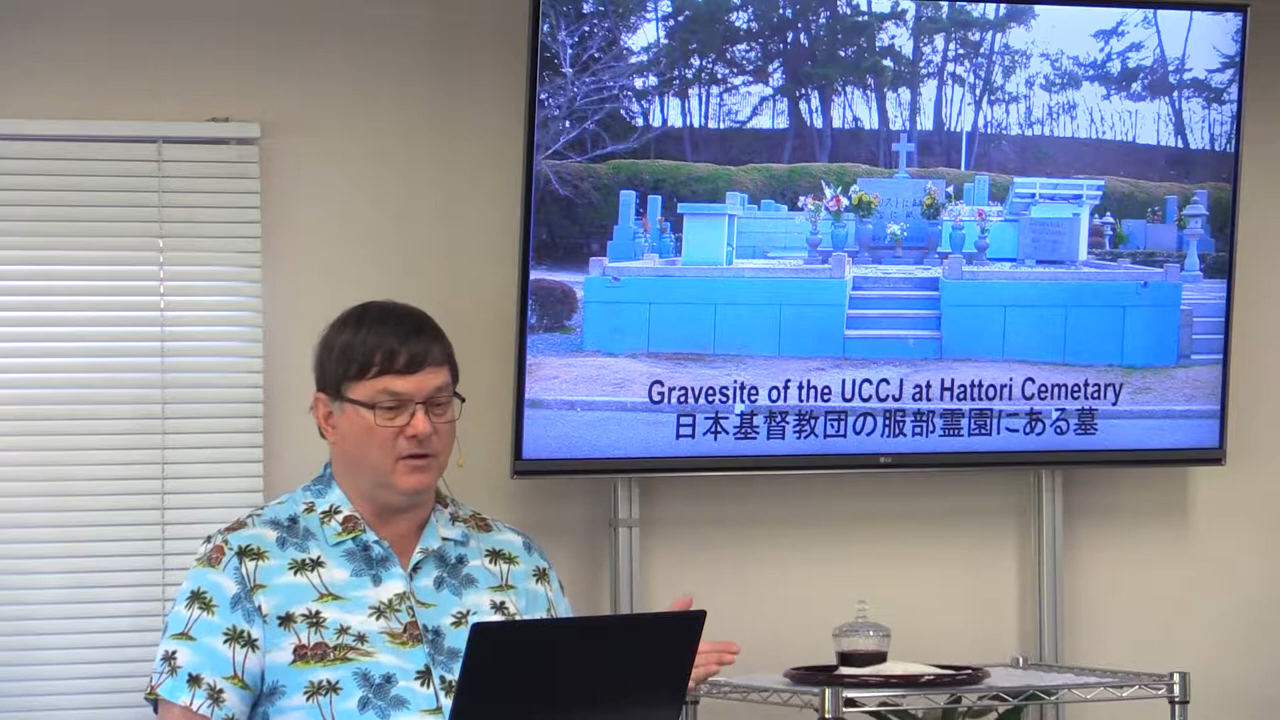 Gravesite of the UCCJ at Hattori Cemetary
日本基督教団の服部霊園にある墓
LG